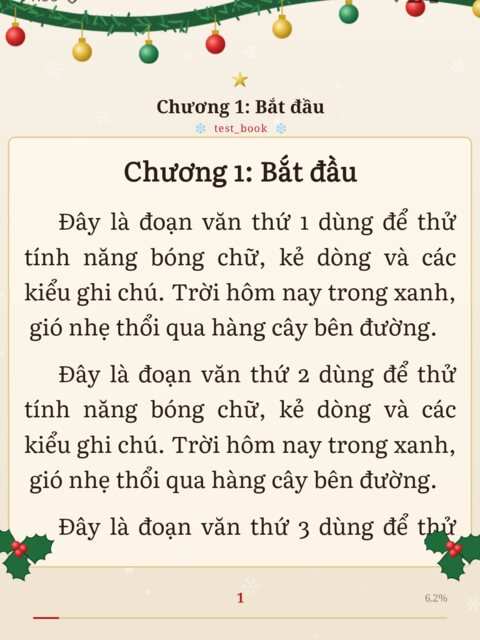 Chương 1: Bắt đầu
test_book
Chương 1: Bắt đầu
Đây là đoạn văn thứ 1 dùng để thử
tính năng bóng chữ, kẻ dòng và các
kiểu ghi chú. Trời hôm nay trong xanh,
gió nhẹ thổi qua hàng cây bên đường.
Đây là đoạn văn thứ 2 dùng để thử
tính năng bóng chữ, kẻ dòng và các
kiểu ghi chú. Trời hôm nay trong xanh,
gió nhẹ thổi qua hàng cây bên đường.
Đây là đoạn văn thứ 3 dùng để thử
1
6.2%